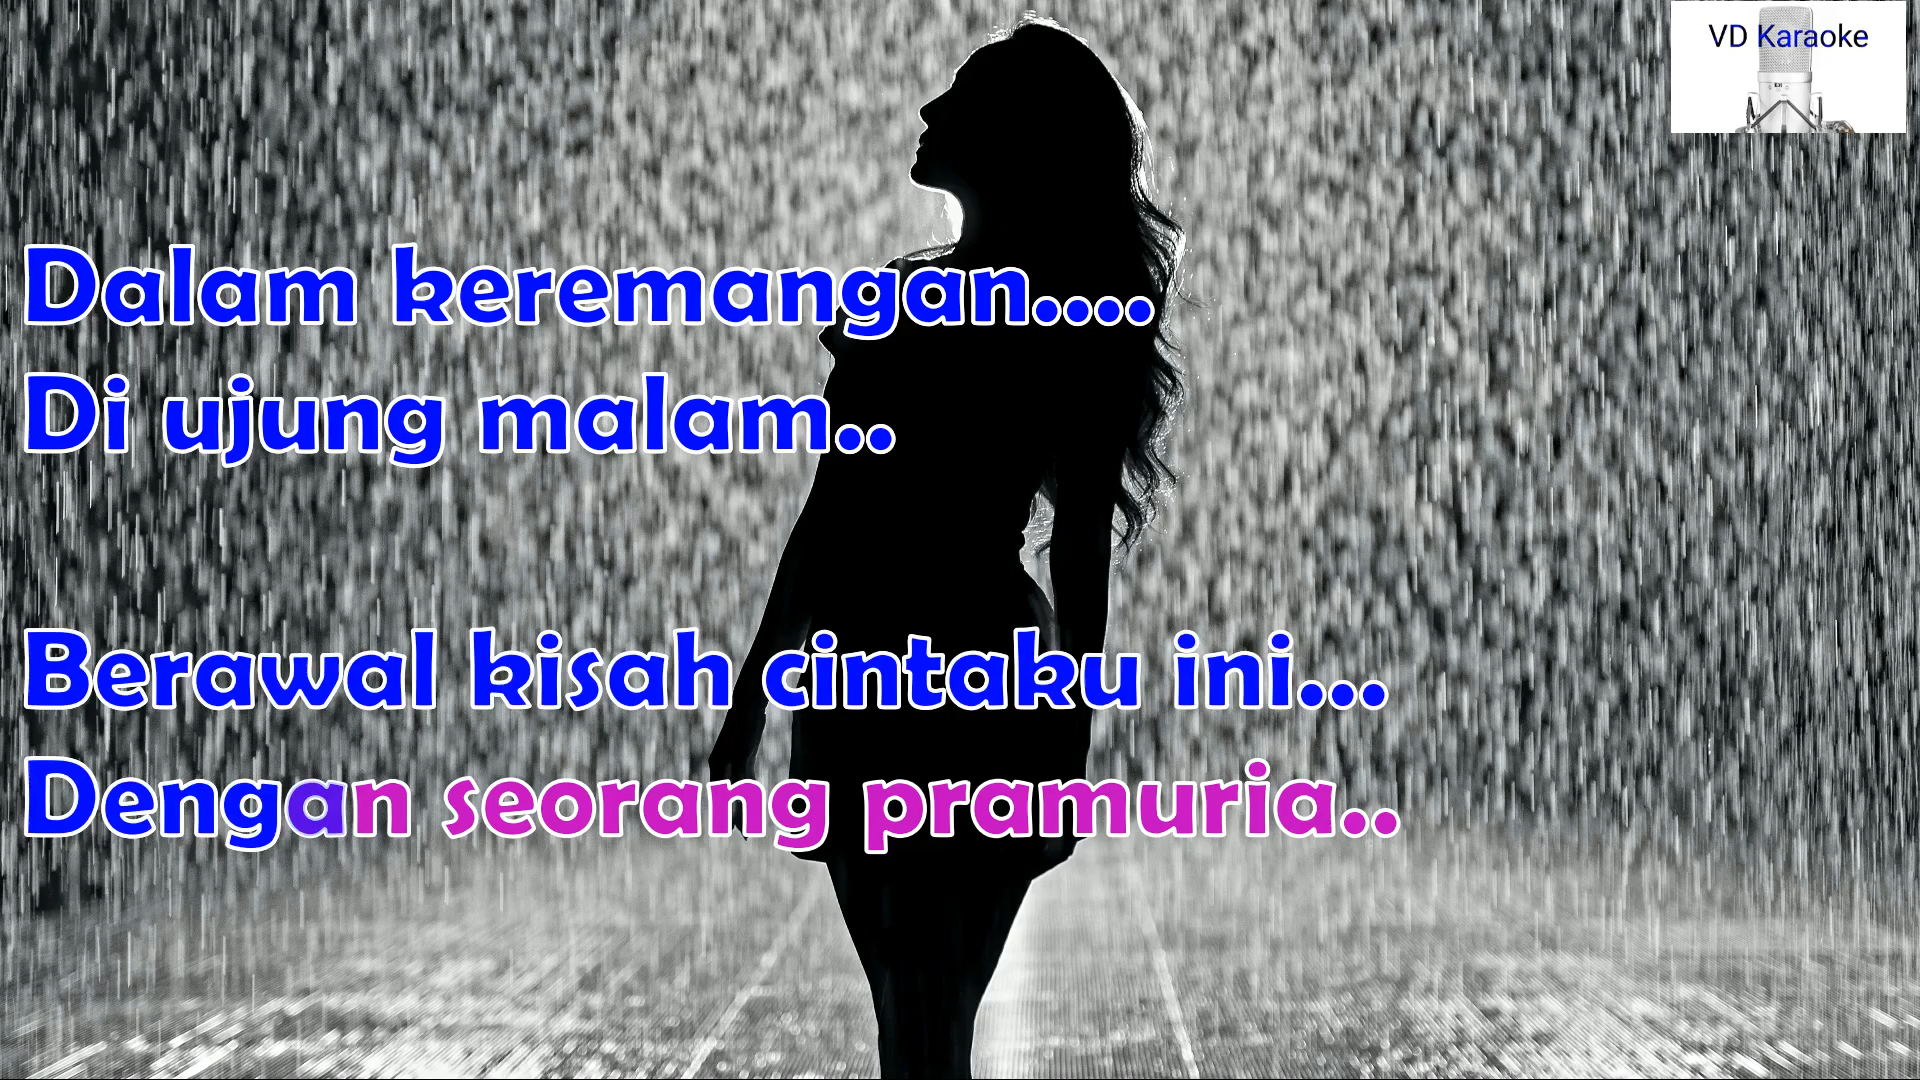 VD Karaoke
Dalam keremangan....
Di ujung malam..
Berawal kisah cintaku ini...
Dengan seorang pramuria..